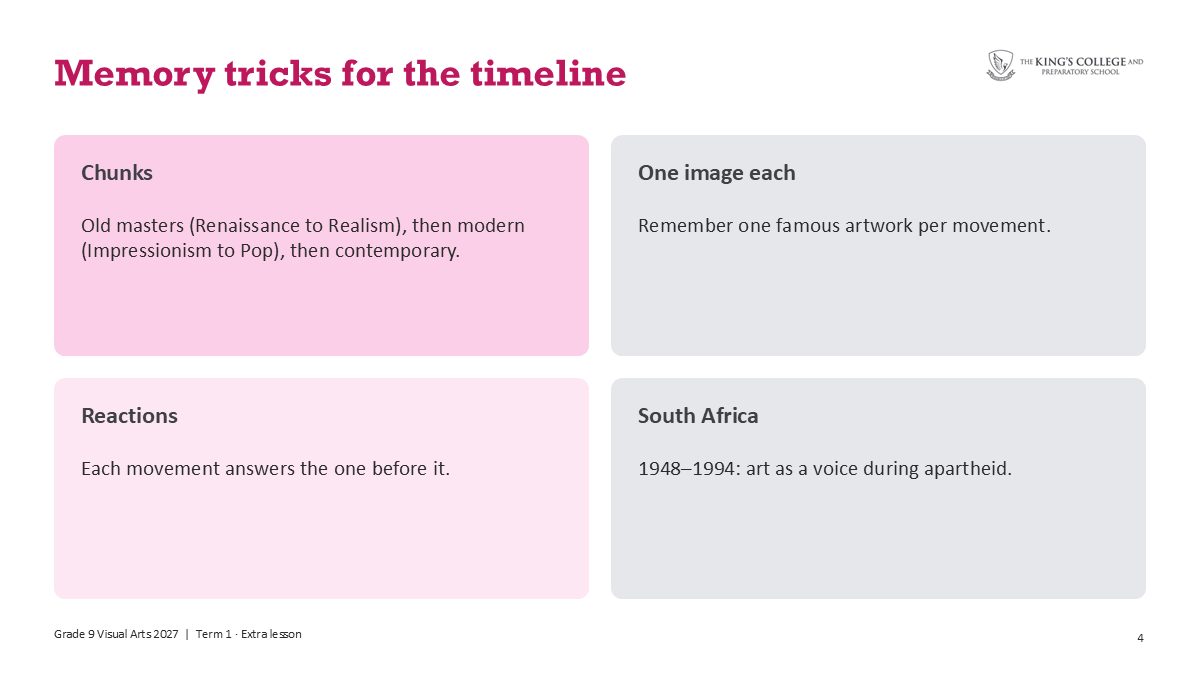 Memory tricks for the timeline
THE KING'S COLLEGE AND
PREPARATORY SCHOOL
Chunks
Old masters (Renaissance to Realism), then modern
(Impressionism to Pop), then contemporary.
One image each
Remember one famous artwork per movement.
Reactions
Each movement answers the one before it.
South Africa
1948–1994: art as a voice during apartheid.
Grade 9 Visual Arts 2027 | Term 1 · Extra lesson
4